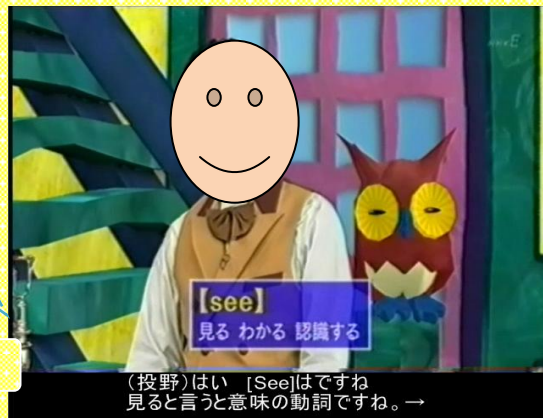 【see】
見る わかる 認識する
(投野)はい [See]はですね
見ると言うと意味の動詞ですね。→